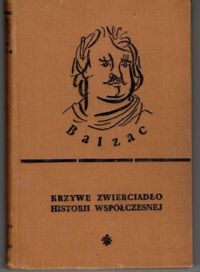 Balzac
KRZYWE ZWIERCIADŁO
HISTORII WSPÓŁCZESNEJ